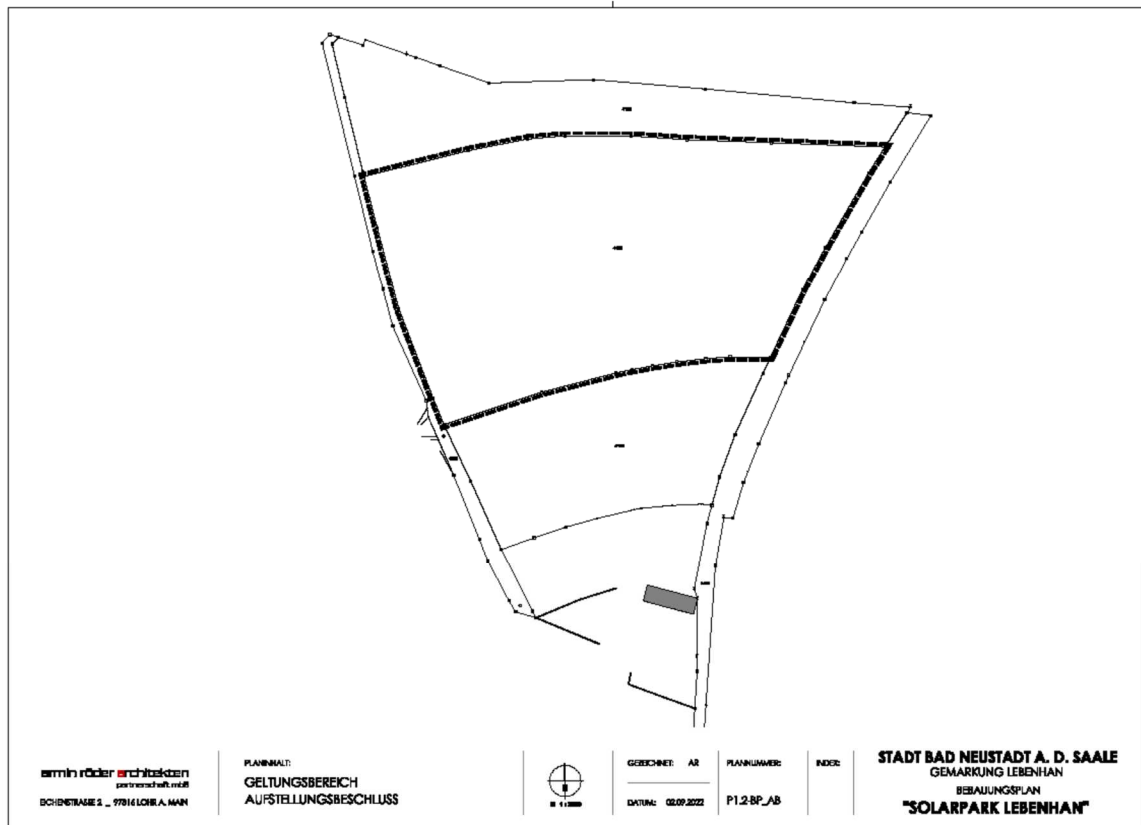 armin röder architekten
partnerschaft mbB
EICHENSTRAßE 2 _ 97816 LOHR A. MAIN
PLANINHALT:
GELTUNGSBEREICH
AUFSTELLUNGSBESCHLUSS
GEZEICHNET: AR
DATUM: 02.09.2022
PLANNUMMER:
P1.2-BP_AB
INDEX:
STADT BAD NEUSTADT A. D. SAALE
GEMARKUNG LEBENHAN
BEBAUUNGSPLAN
"SOLARPARK LEBENHAN"